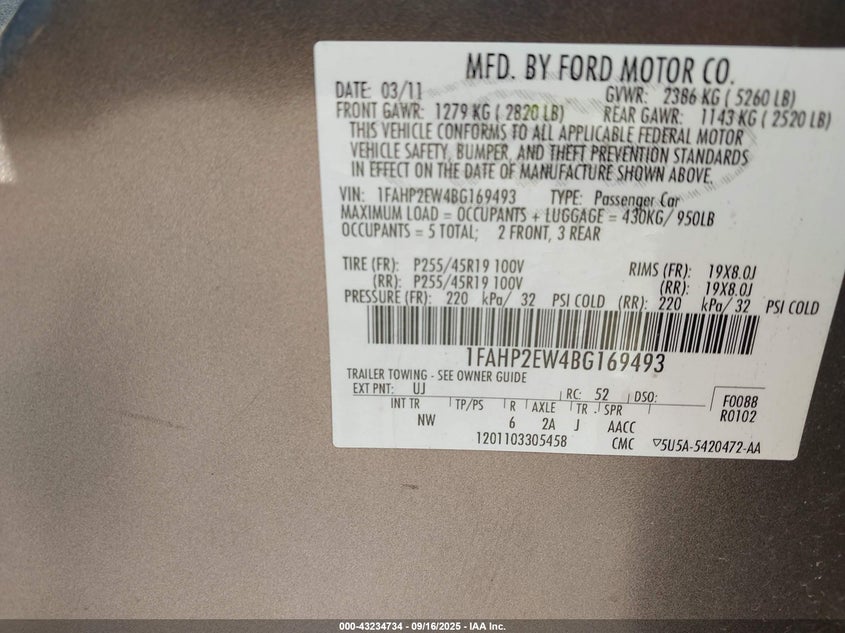 MFD. BY FORD MOTOR CO.
DATE: 03/11 GVWR: 2386 KG ( 5260 LB)
FRONT GAWR: 1279 KG ( 2820 LB) REAR GAWR: 1143 KG ( 2520 LB)
THIS VEHICLE CONFORMS TO ALL APPLICABLE FEDERAL MOTOR
VEHICLE SAFETY, BUMPER, AND THEFT PREVENTION STANDARDS
IN EFFECT ON THE DATE OF MANUFACTURE SHOWN ABOVE.
VIN: 1FAHP2EW4BG169493 TYPE: Passenger Car
MAXIMUM LOAD = OCCUPANTS + LUGGAGE = 430KG/ 950LB
OCCUPANTS = 5 TOTAL; 2 FRONT, 3 REAR
TIRE (FR): P255/45R19 100V RIMS (FR): 19X8.0J
(RR): P255/45R19 100V (RR): 19X8.0J
PRESSURE (FR): 220 kPa/ 32 PSI COLD (RR): 220 kPa/ 32 PSI COLD
1FAHP2EW4BG169493
TRAILER TOWING - SEE OWNER GUIDE
EXT PNT: UJ RC: 52 DSO: F0088
R0102
INT TR TP/PS R AXLE TR SPR
NW 6 2A J AACC
1201103305458 CMC ▽5U5A-5420472-AA
000-43234734 - 09/16/2025 - IAA Inc.